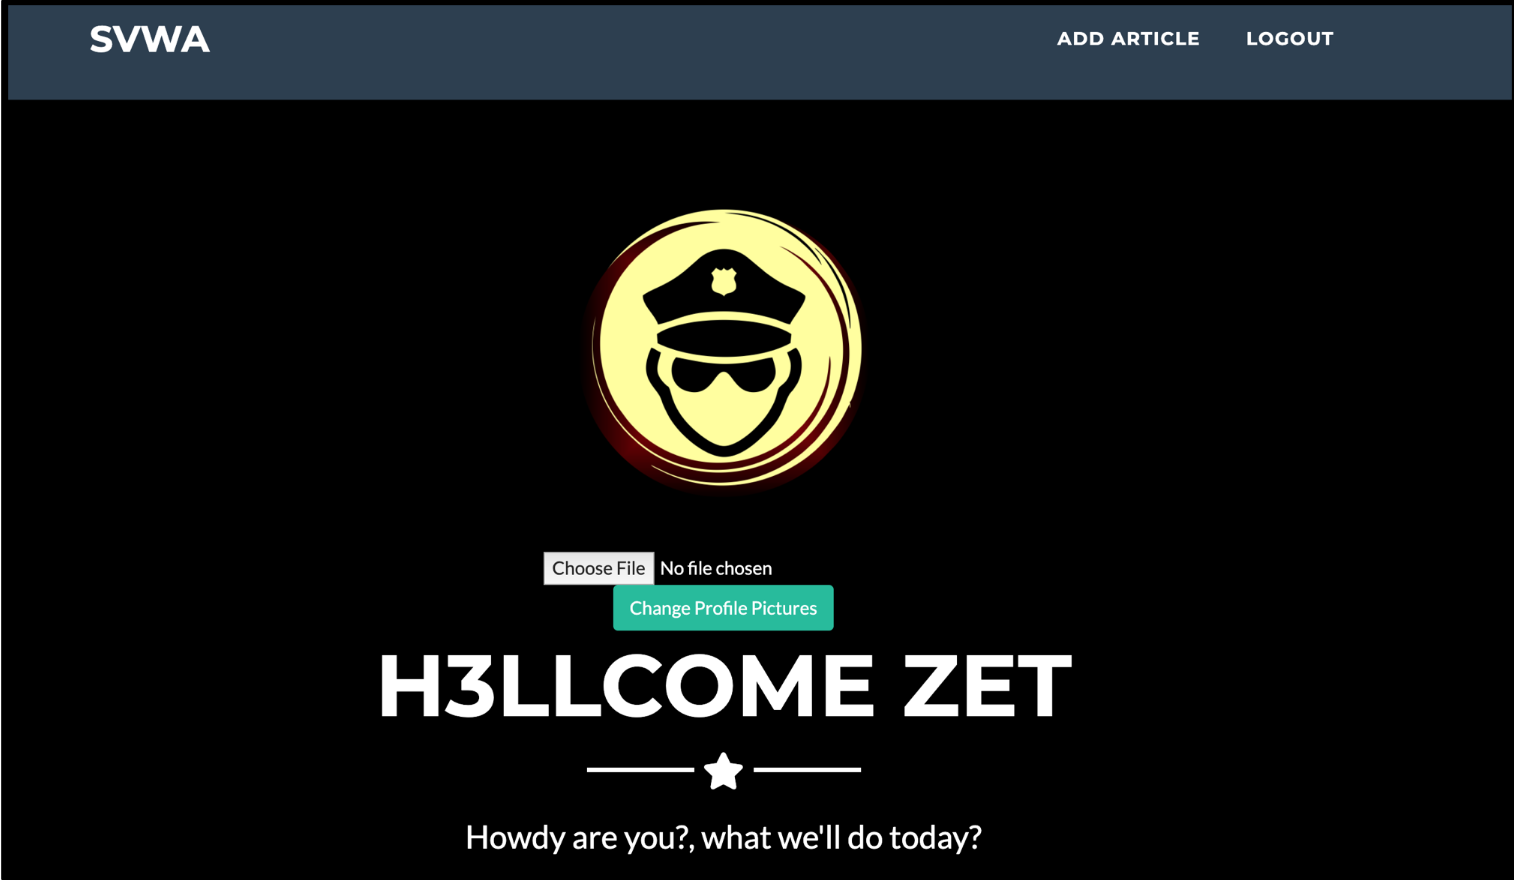 SVWA ADD ARTICLE LOGOUT
Choose File No file chosen
Change Profile Pictures
H3LLCOME ZET
Howdy are you?, what we'll do today?